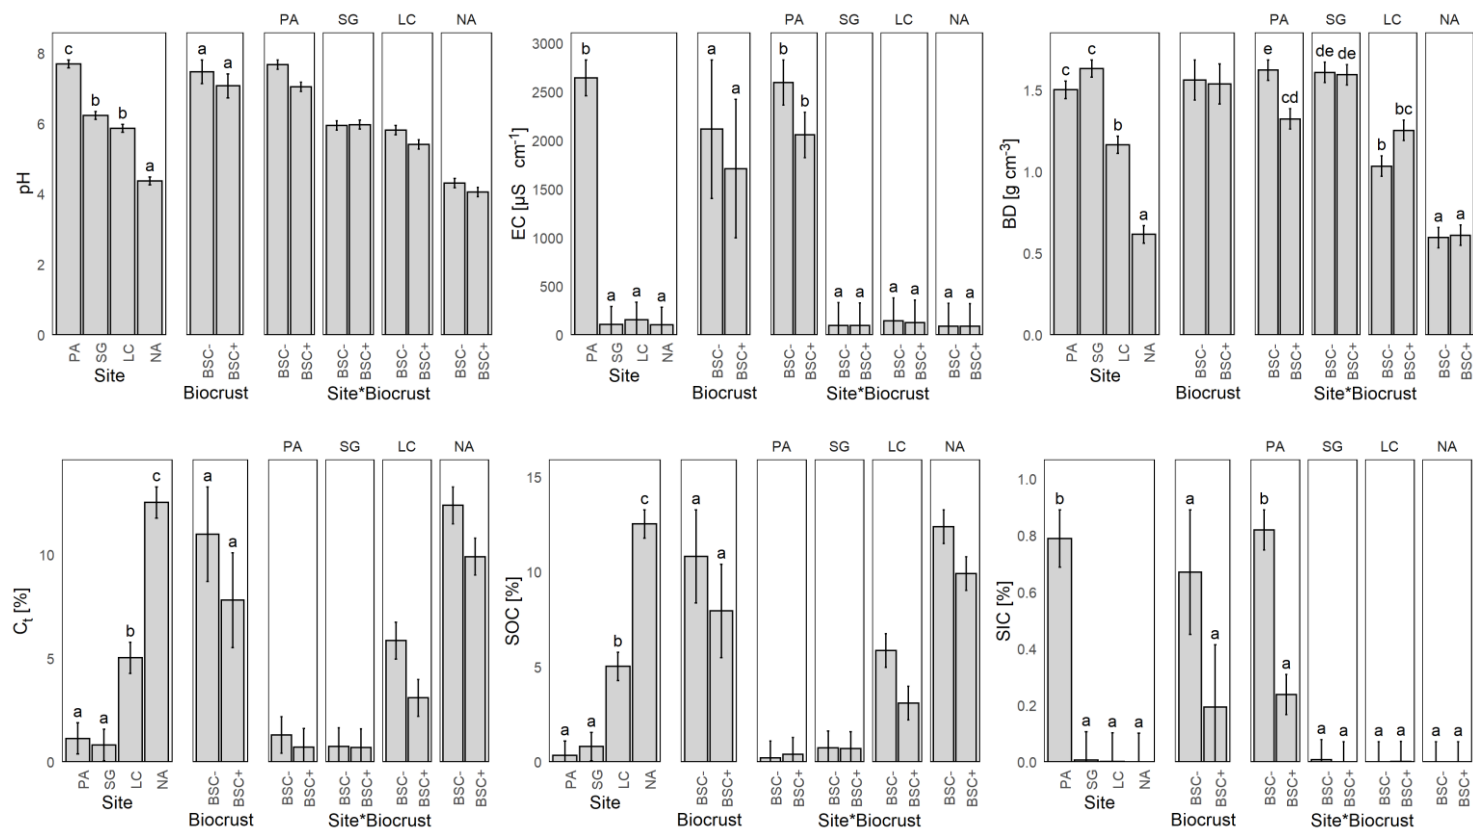 PA SG LC NA
PA SG LC NA
PA SG LC NA
pH
8
6
4
2
0
c
b
b
a
a
a
PA SG LC NA
Site
BSC- BSC+
Biocrust
BSC- BSC+ BSC- BSC+ BSC- BSC+ BSC- BSC+
Site*Biocrust
EC [µS cm-1]
3000
2500
2000
1500
1000
500
0
b
a a a
a
a
b
b
a a a a a a
PA SG LC NA
Site
BSC- BSC+
Biocrust
BSC- BSC+ BSC- BSC+ BSC- BSC+ BSC- BSC+
Site*Biocrust
BD [g cm-3]
1.5
1.0
0.5
0.0
c
c
b
a
e
cd
de de
b
bc
a a
PA SG LC NA
Site
BSC- BSC+
Biocrust
BSC- BSC+ BSC- BSC+ BSC- BSC+ BSC- BSC+
Site*Biocrust
PA SG LC NA
PA SG LC NA
PA SG LC NA
Ct [%]
10
5
0
a a
b
c
a
a
PA SG LC NA
Site
BSC- BSC+
Biocrust
BSC- BSC+ BSC- BSC+ BSC- BSC+ BSC- BSC+
Site*Biocrust
SOC [%]
15
10
5
0
a a
b
c
a
a
PA SG LC NA
Site
BSC- BSC+
Biocrust
BSC- BSC+ BSC- BSC+ BSC- BSC+ BSC- BSC+
Site*Biocrust
SIC [%]
1.0
0.8
0.6
0.4
0.2
0.0
b
a a a
a
a
b
a
a a a a a a
PA SG LC NA
Site
BSC- BSC+
Biocrust
BSC- BSC+ BSC- BSC+ BSC- BSC+ BSC- BSC+
Site*Biocrust